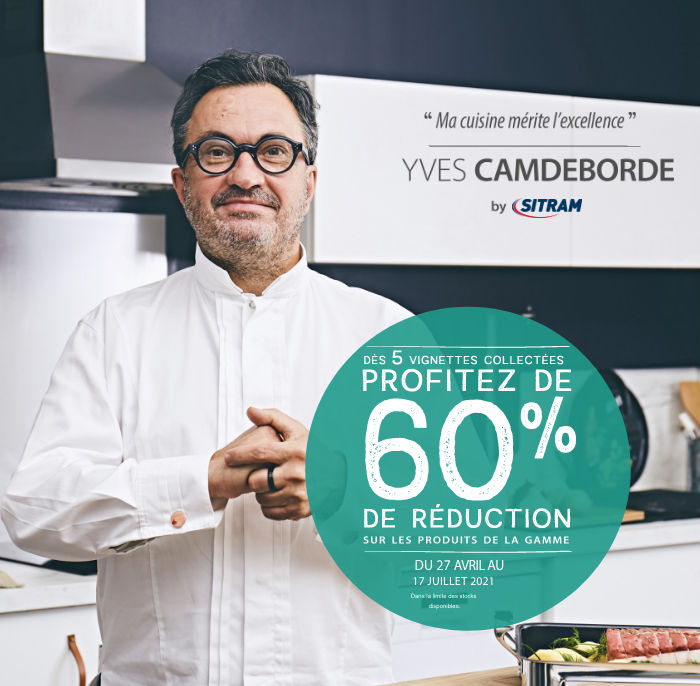 “ Ma cuisine mérite l’excellence ”
YVES CAMDEBORDE
by SITRAM
DÈS 5 VIGNETTES COLLECTÉES
PROFITEZ DE
60%
DE RÉDUCTION
SUR LES PRODUITS DE LA GAMME
DU 27 AVRIL AU
17 JUILLET 2021
Dans la limite des stocks
disponibles.